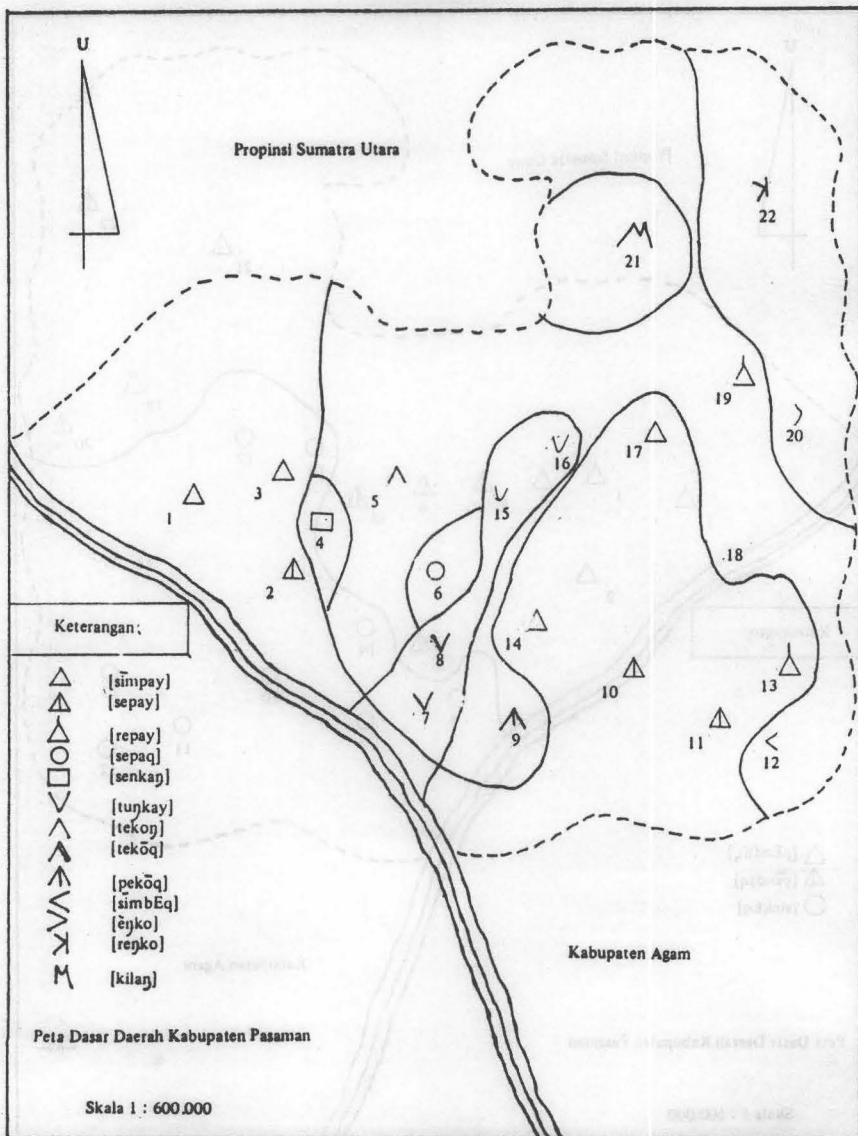 U
Propinsi Sumatra Utara
22
21
19
20
17
16
3
5
1
15
4
18
2
6
Keterangan:
14
8
10
13
7
9
11
12
[sīmpay]
[sepay]
[repay]
[sepaq]
[senkaŋ]
[tuŋkay]
[tekoŋ]
[tekōq]
[pekōq]
[sīmbEq]
[èŋko]
[reŋko]
[kilaŋ]
Kabupaten Agam
Peta Dasar Daerah Kabupaten Pasaman
Skala 1 : 600.000